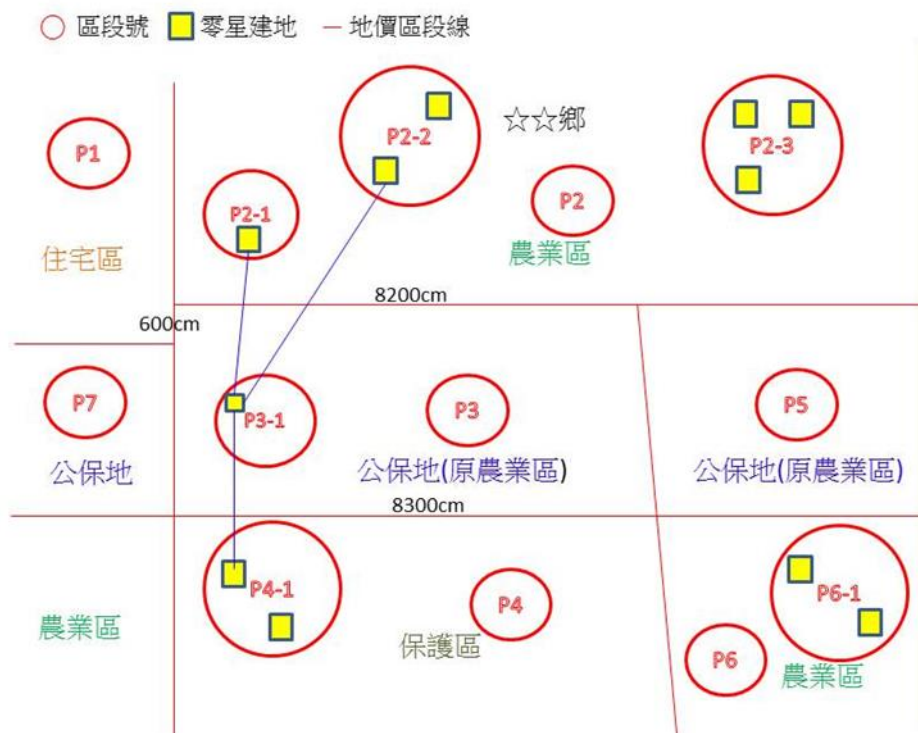 區段號 零星建地 地價區段線
P1 P2-2 ☆☆鄉 P2-3
P2-1 P2
住宅區 農業區
8200cm
600cm
P7 P3-1 P3 P5
公保地 公保地(原農業區) 公保地(原農業區)
8300cm
P4-1 P4 P6-1
農業區 保護區
P6 農業區